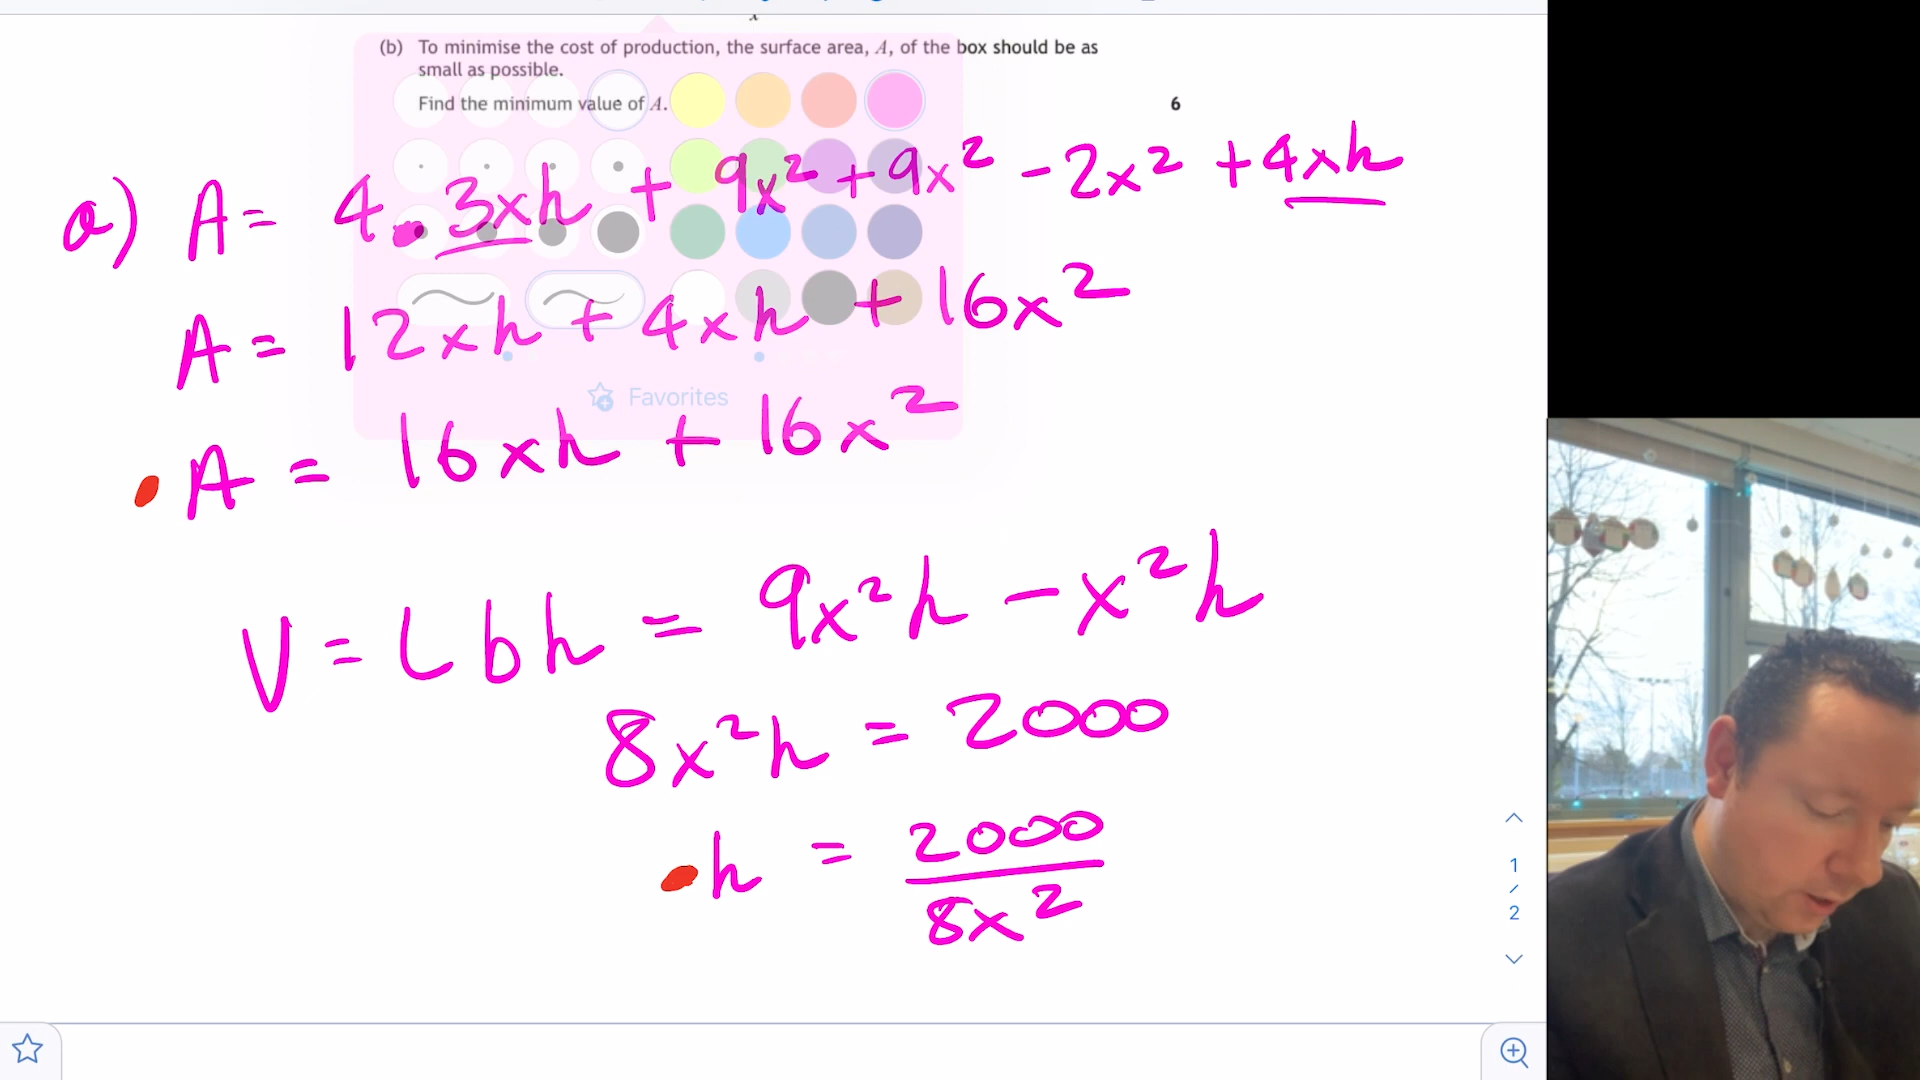 x
(b) To minimise the cost of production, the surface area, A, of the box should be as
small as possible.
Find the minimum value of A.
6
a) A = 4.3xh + 9x² + 9x² - 2x² + 4xh
A = 12xh + 4xh + 16x²
Favorites
A = 16xh + 16x²
V = Lbh = 9x²h - x²h
8x²h = 2000
h = 2000
8x²
1
/
2